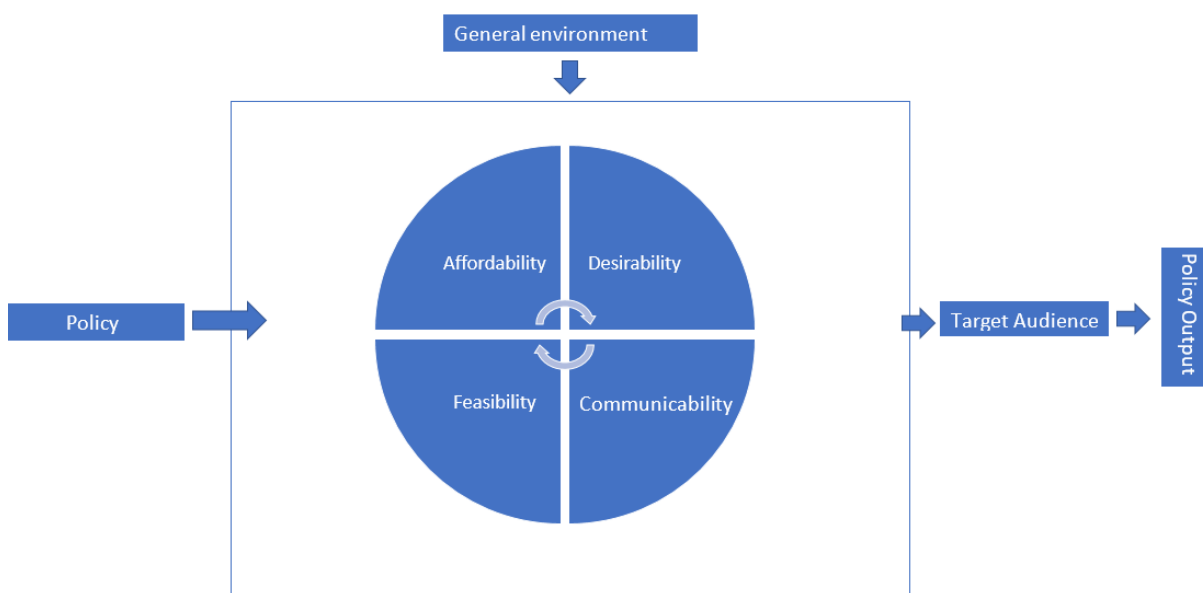 General environment
Affordability
Desirability
Policy
Target Audience
Policy Output
Feasibility
Communicability